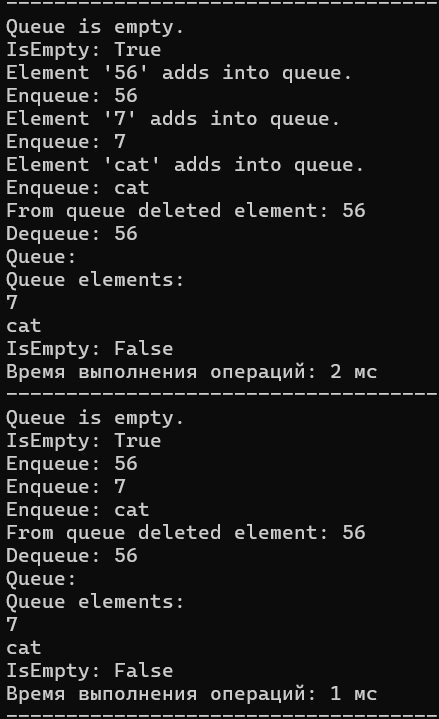 ------------------------------------
Queue is empty.
IsEmpty: True
Element '56' adds into queue.
Enqueue: 56
Element '7' adds into queue.
Enqueue: 7
Element 'cat' adds into queue.
Enqueue: cat
From queue deleted element: 56
Dequeue: 56
Queue:
Queue elements:
7
cat
IsEmpty: False
Время выполнения операций: 2 мс
------------------------------------
Queue is empty.
IsEmpty: True
Enqueue: 56
Enqueue: 7
Enqueue: cat
From queue deleted element: 56
Dequeue: 56
Queue:
Queue elements:
7
cat
IsEmpty: False
Время выполнения операций: 1 мс
------------------------------------